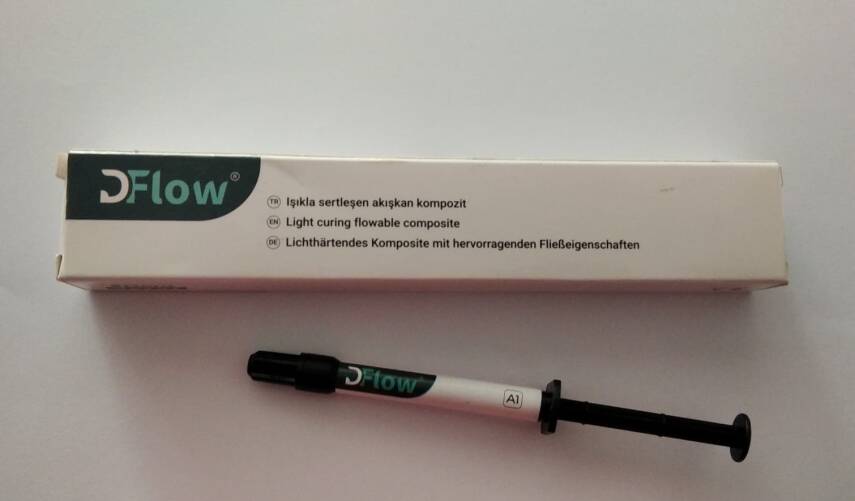 DFlow®
TR Işıkla sertleşen akışkan kompozit
EN Light curing flowable composite
DE Lichthärtendes Komposite mit hervorragenden Fließeigenschaften
DFlow
A1